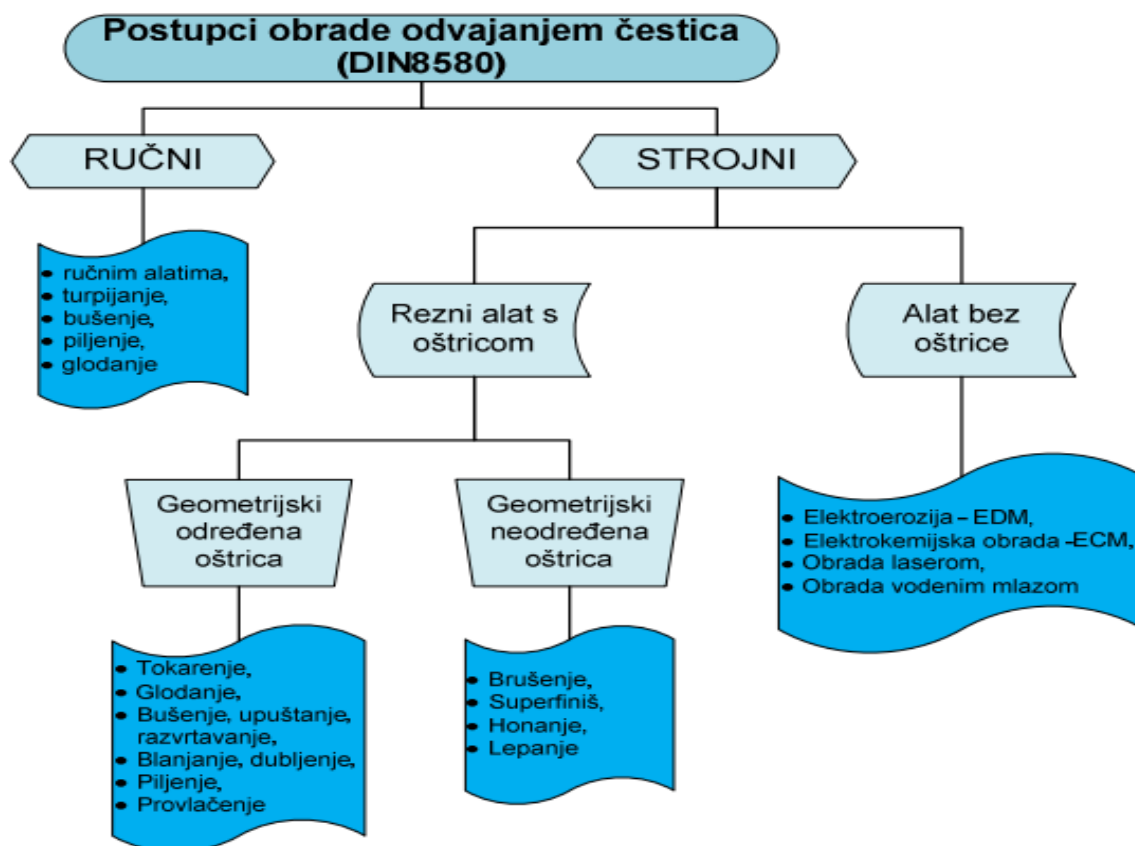 Postupci obrade odvajanjem čestica
(DIN8580)
RUČNI
STROJNI
• ručnim alatima,
• turpijanje,
• bušenje,
• piljenje,
• glodanje
Rezni alat s
oštricom
Alat bez
oštrice
Geometrijski
određena
oštrica
Geometrijski
neodređena
oštrica
• Elektroerozija – EDM,
• Elektrokemijska obrada -ECM,
• Obrada laserom,
• Obrada vodenim mlazom
• Tokarenje,
• Glodanje,
• Bušenje, upuštanje,
razvrtavanje,
• Blanjanje, dubljenje,
• Piljenje,
• Provlačenje
• Brušenje,
• Superfiniš,
• Honanje,
• Lepanje